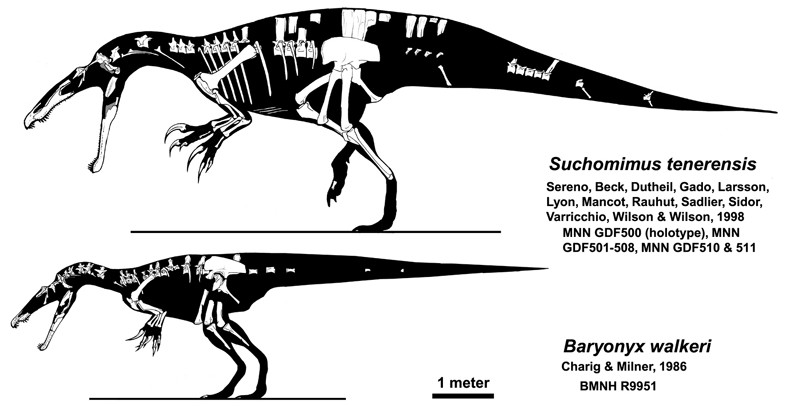 Suchomimus tenerensis
Sereno, Beck, Dutheil, Gado, Larsson,
Lyon, Mancot, Rauhut, Sadlier, Sidor,
Varricchio, Wilson & Wilson, 1998
MNN GDF500 (holotype), MNN
GDF501-508, MNN GDF510 & 511
Baryonyx walkeri
Charig & Milner, 1986
BMNH R9951
1 meter